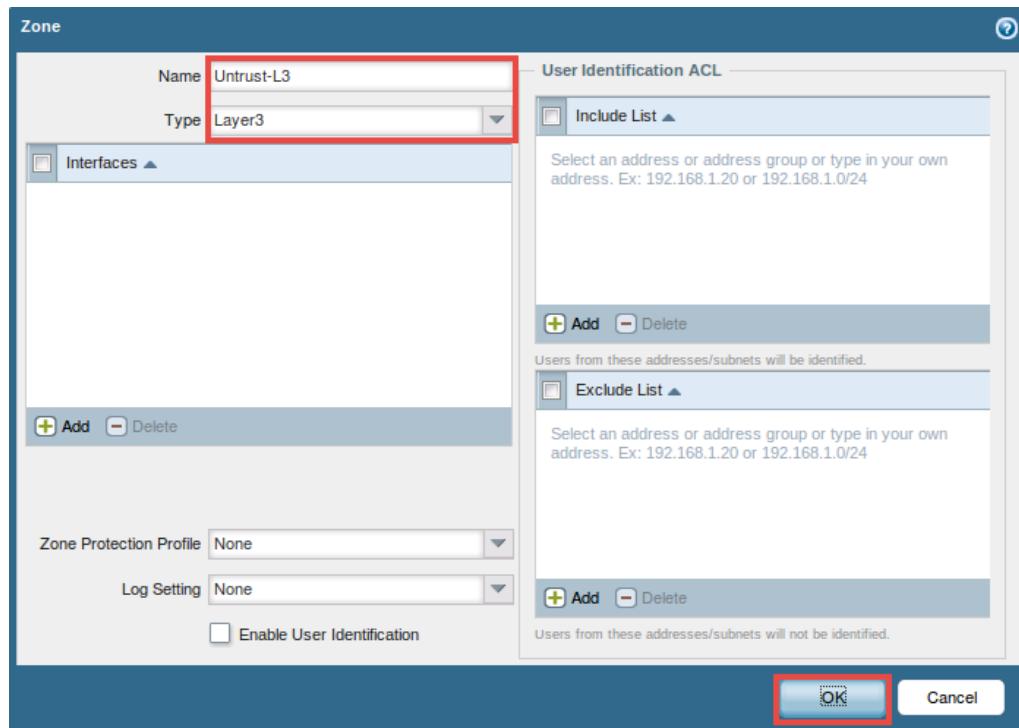 Zone
Name Untrust-L3
Type Layer3
Interfaces
Add Delete
Zone Protection Profile None
Log Setting None
Enable User Identification
User Identification ACL
Include List
Select an address or address group or type in your own
address. Ex: 192.168.1.20 or 192.168.1.0/24
Add Delete
Users from these addresses/subnets will be identified.
Exclude List
Select an address or address group or type in your own
address. Ex: 192.168.1.20 or 192.168.1.0/24
Add Delete
Users from these addresses/subnets will not be identified.
OK Cancel